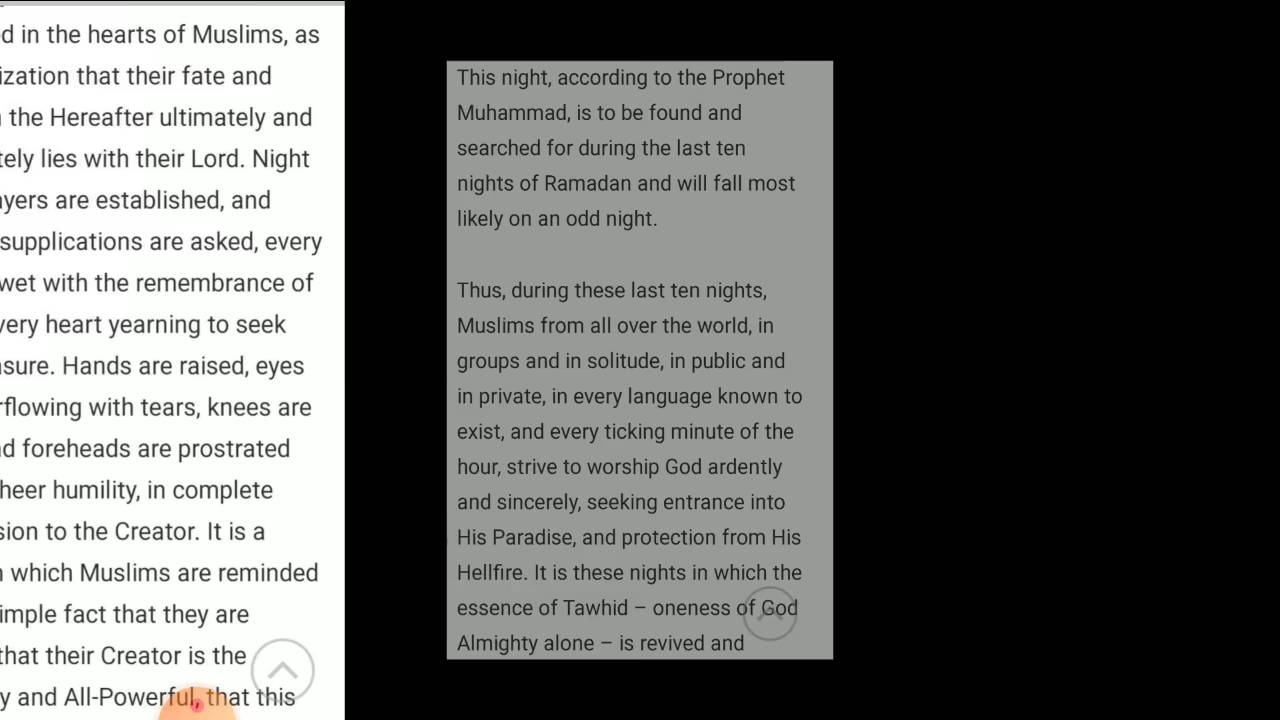 d in the hearts of Muslims, as
ization that their fate and
the Hereafter ultimately and
tely lies with their Lord. Night
ayers are established, and
supplications are asked, every
wet with the remembrance of
very heart yearning to seek
asure. Hands are raised, eyes
rflowing with tears, knees are
d foreheads are prostrated
heer humility, in complete
sion to the Creator. It is a
which Muslims are reminded
imple fact that they are
that their Creator is the
y and All-Powerful, that this
This night, according to the Prophet
Muhammad, is to be found and
searched for during the last ten
nights of Ramadan and will fall most
likely on an odd night.
Thus, during these last ten nights,
Muslims from all over the world, in
groups and in solitude, in public and
in private, in every language known to
exist, and every ticking minute of the
hour, strive to worship God ardently
and sincerely, seeking entrance into
His Paradise, and protection from His
Hellfire. It is these nights in which the
essence of Tawhid – oneness of God
Almighty alone – is revived and